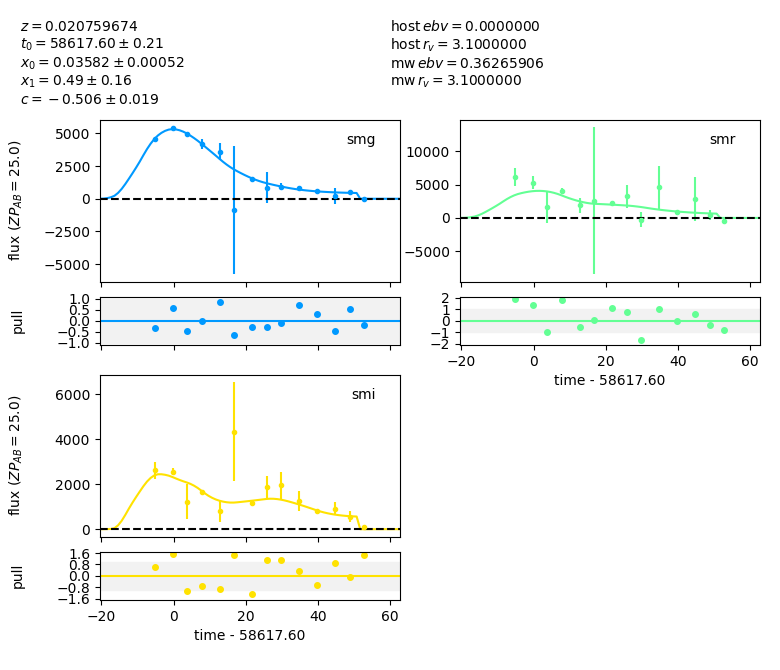 z = 0.020759674
t₀ = 58617.60 ± 0.21
x₀ = 0.03582 ± 0.00052
x₁ = 0.49 ± 0.16
c = −0.506 ± 0.019
host ebv = 0.0000000
host r_v = 3.1000000
mw ebv = 0.36265906
mw r_v = 3.1000000
smg
flux (ZP_AB = 25.0)
5000
2500
0
−2500
−5000
smr
10000
5000
0
−5000
pull
1.0
0.5
0.0
−0.5
−1.0
2
1
0
−1
−2
−20 0 20 40 60
time - 58617.60
smi
flux (ZP_AB = 25.0)
6000
4000
2000
0
pull
1.6
0.8
0.0
−0.8
−1.6
−20 0 20 40 60
time - 58617.60